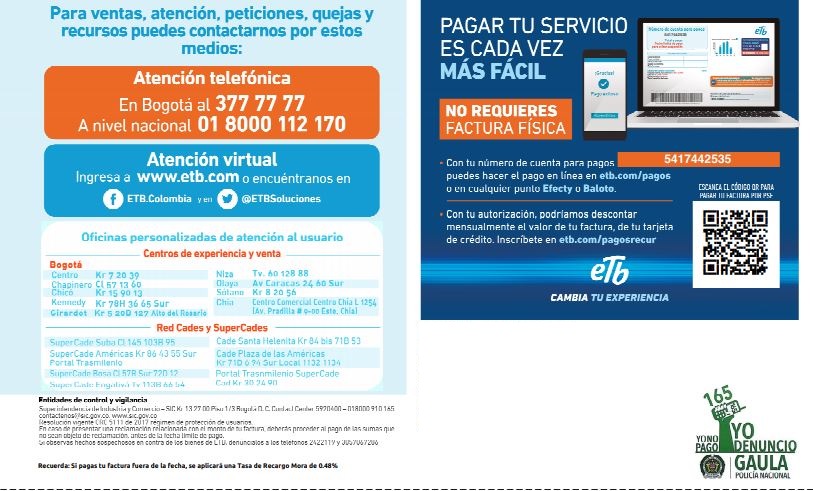 Para ventas, atención, peticiones, quejas y
recursos puedes contactarnos por estos
medios:
Atención telefónica
En Bogotá al 377 77 77
A nivel nacional 01 8000 112 170
Atención virtual
Ingresa a www.etb.com o encuéntranos en
ETB.Colombia y en @ETBSoluciones
Oficinas personalizadas de atención al usuario
Centros de experiencia y venta
Bogotá
Centro Kr 7 20 39
Chapinero CL 57 13 60
Chicó Kr 15 90 13
Kennedy Kr 78H 36 65 Sur
Girardot Kr 5 20B 127 Alto del Rosario
Niza Tv. 60 128 88
Olaya Av Caracas 24 60 Sur
Sótano Kr 8 20 56
Chía Centro Comercial Centro Chía L 1254
(Av. Pradilla # 9-00 Este, Chía)
Red Cades y SuperCades
SuperCade Suba CL 145 103B 95
SuperCade Américas Kr 86 43 55 Sur
Portal Trasmilenio
SuperCade Bosa CL 57R Sur 72D 12
SuperCade Engativá Tv 113B 66 54
Cade Santa Helenita Kr 84 bis 71B 53
Cade Plaza de las Américas
Kr 71D 6 94 Sur Local 1132 1134
Portal Trasnmilenio SuperCade
Cad Kr 30 24 90
Entidades de control y vigilancia
Superintendencia de Industria y Comercio – SIC Kr 13 27 00 Piso 1/3 Bogotá D. C. Contact Center 5920400 – 018000 910 165
contactenos@sic.gov.co. www.sic.gov.co
Resolución vigente CRC 5111 de 2017 régimen de protección de usuarios.
En caso de presentar una reclamación relacionada con el monto de su factura, deberás proceder al pago de las sumas que
no sean objeto de reclamación, antes de la fecha límite de pago.
Si observas hechos sospechosos en contra de los bienes de ETB, denúncialos a los teléfonos 2422119 y 3057067286
Recuerda: Si pagas tu factura fuera de la fecha, se aplicará una Tasa de Recargo Mora de 0.48%
PAGAR TU SERVICIO
ES CADA VEZ
MÁS FÁCIL
NO REQUIERES
FACTURA FÍSICA
¡Gracias!
Pago exitoso
Número de cuenta para pagos
5417442535
etb
• Con tu número de cuenta para pagos 5417442535
puedes hacer el pago en línea en etb.com/pagos
o en cualquier punto Efecty o Baloto.
• Con tu autorización, podríamos descontar
mensualmente el valor de tu factura, de tu tarjeta
de crédito. Inscríbete en etb.com/pagosrecur
ESCANEA EL CÓDIGO QR PARA
PAGAR TU FACTURA POR PSE
etb
CAMBIA TU EXPERIENCIA
165
YO NO
PAGO
YO
DENUNCIO
GAULA
POLICÍA NACIONAL